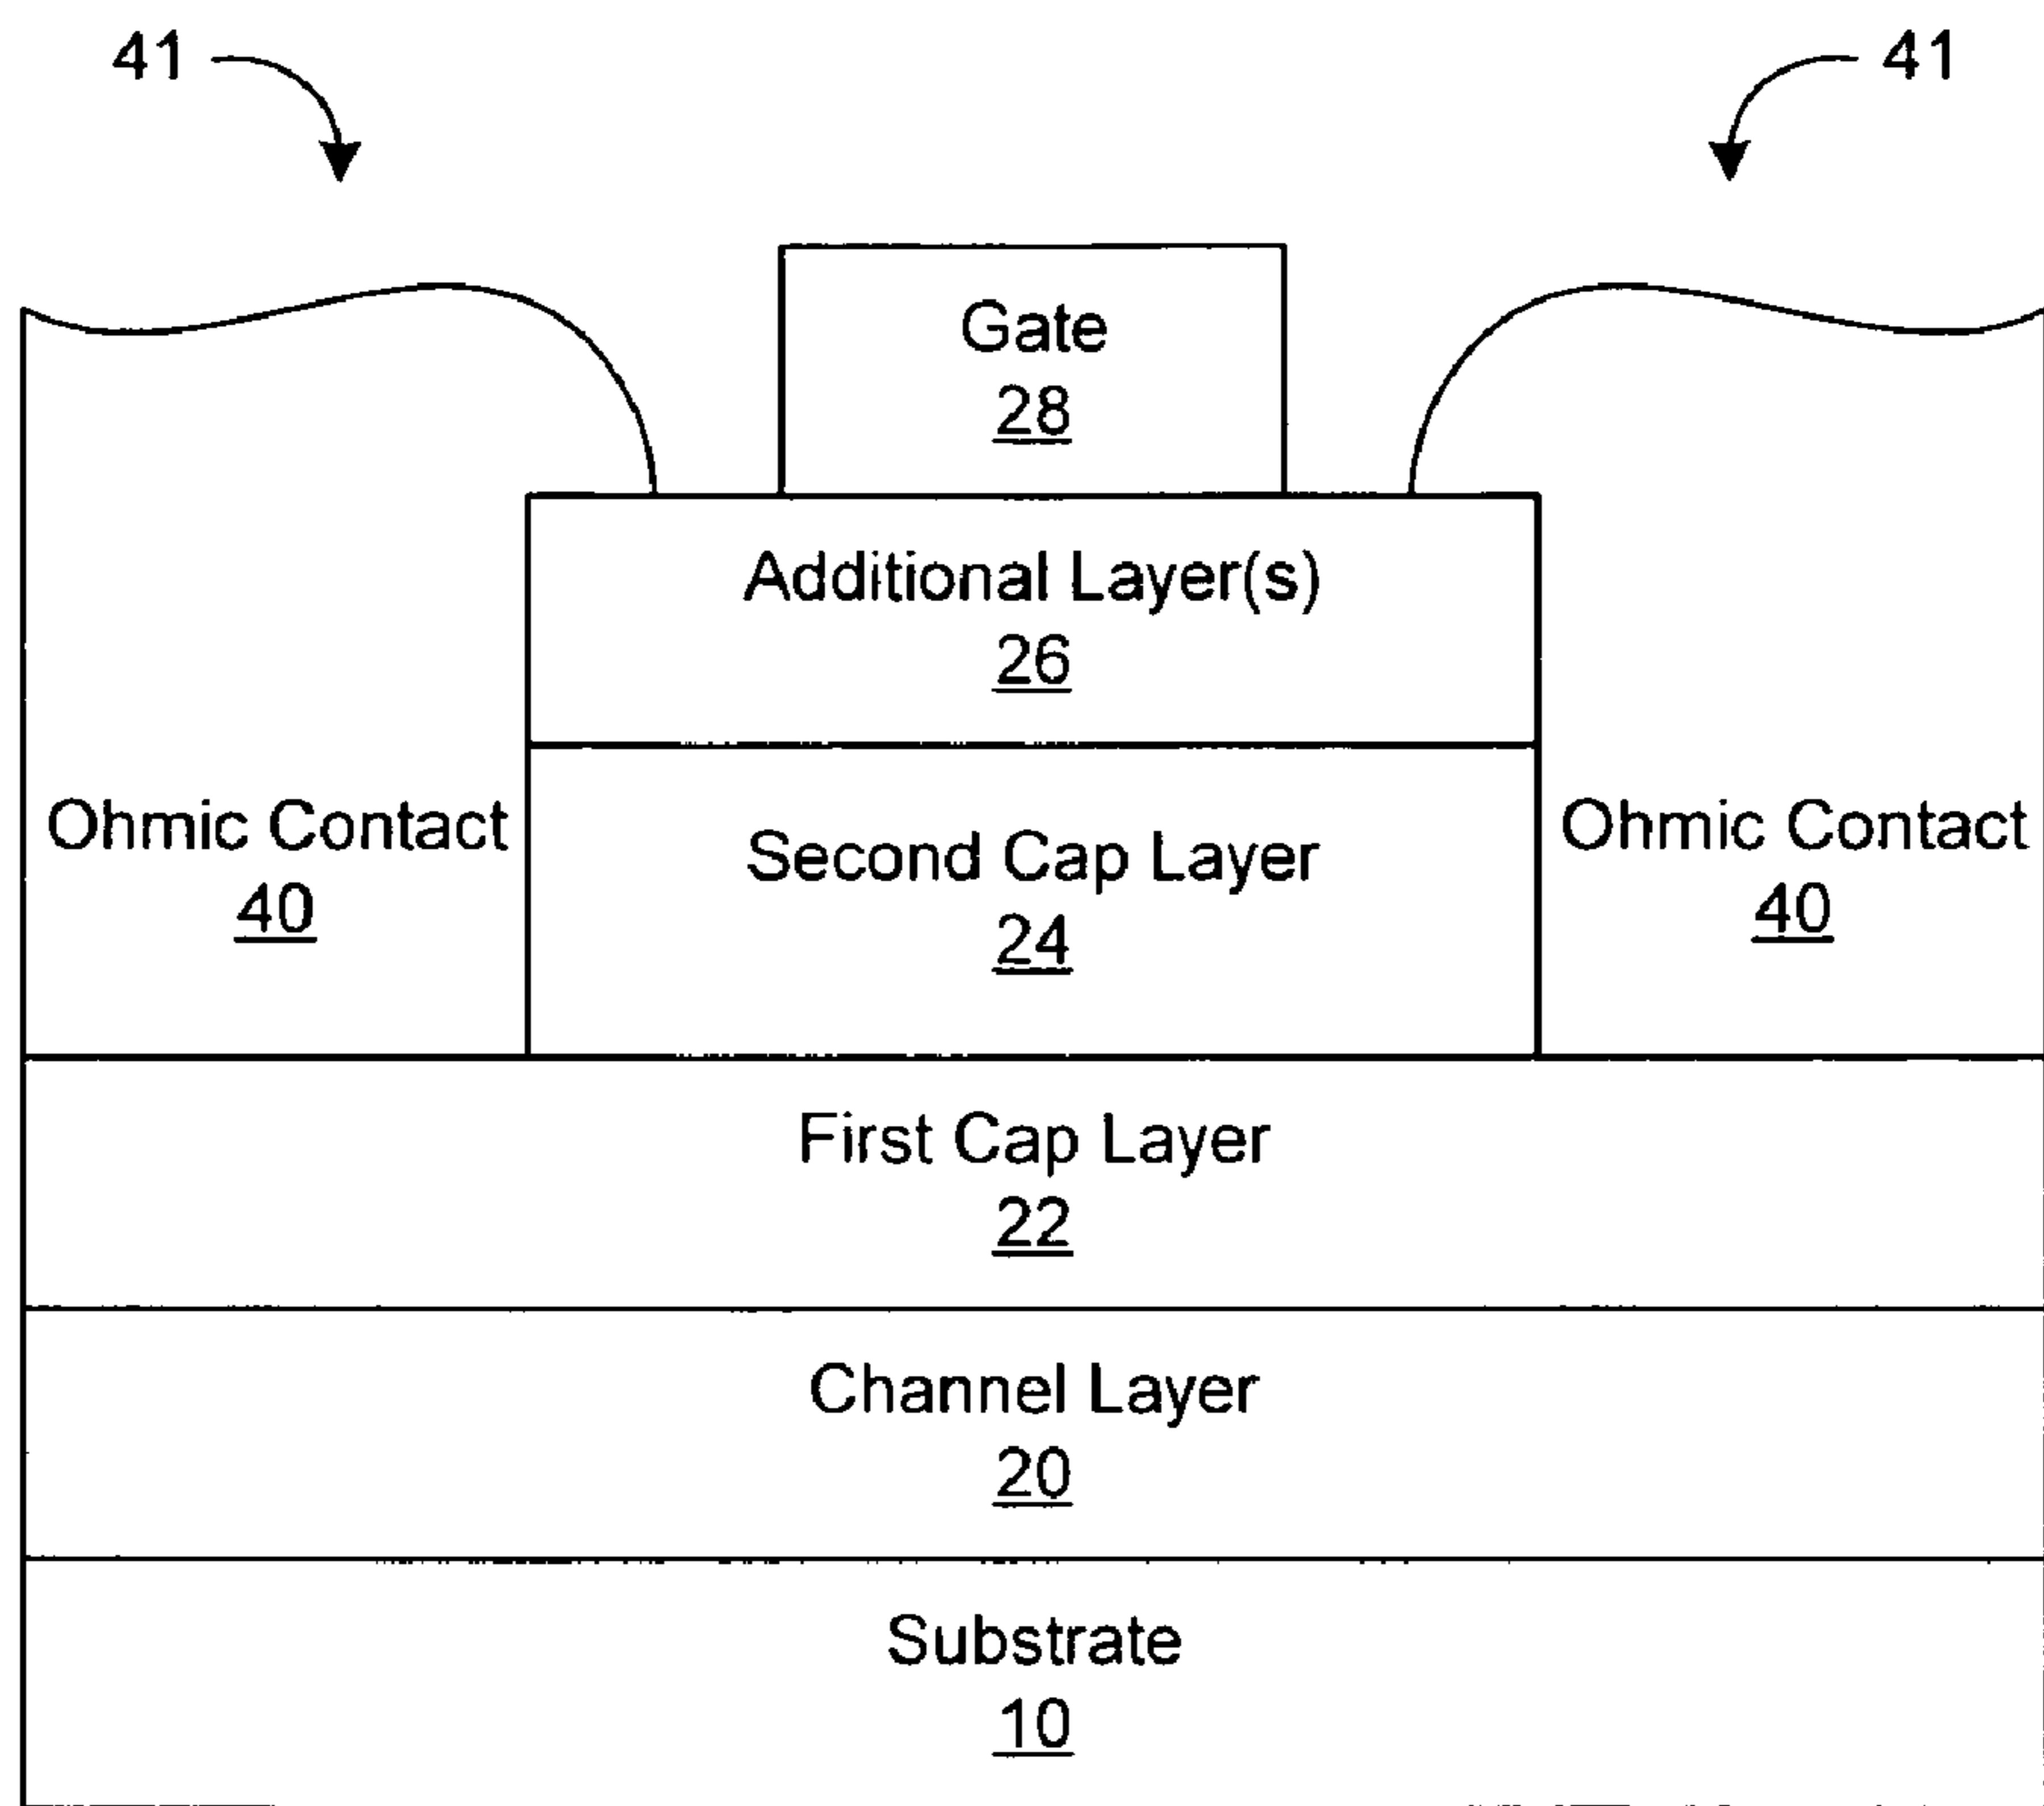 41
41
Gate
28
Additional Layer(s)
26
Ohmic Contact
40
Second Cap Layer
24
Ohmic Contact
40
First Cap Layer
22
Channel Layer
20
Substrate
10